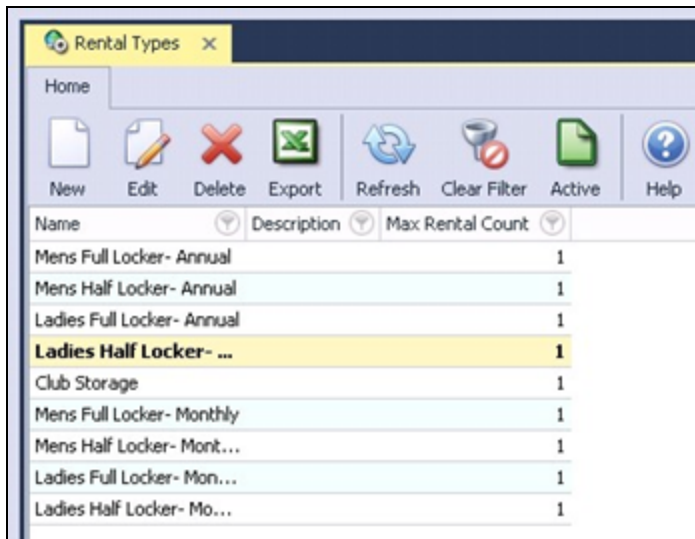 Rental Types
Home
New Edit Delete Export Refresh Clear Filter Active Help
Name Description Max Rental Count
Mens Full Locker- Annual 1
Mens Half Locker- Annual 1
Ladies Full Locker- Annual 1
Ladies Half Locker- ... 1
Club Storage 1
Mens Full Locker- Monthly 1
Mens Half Locker- Mont... 1
Ladies Full Locker- Mon... 1
Ladies Half Locker- Mo... 1